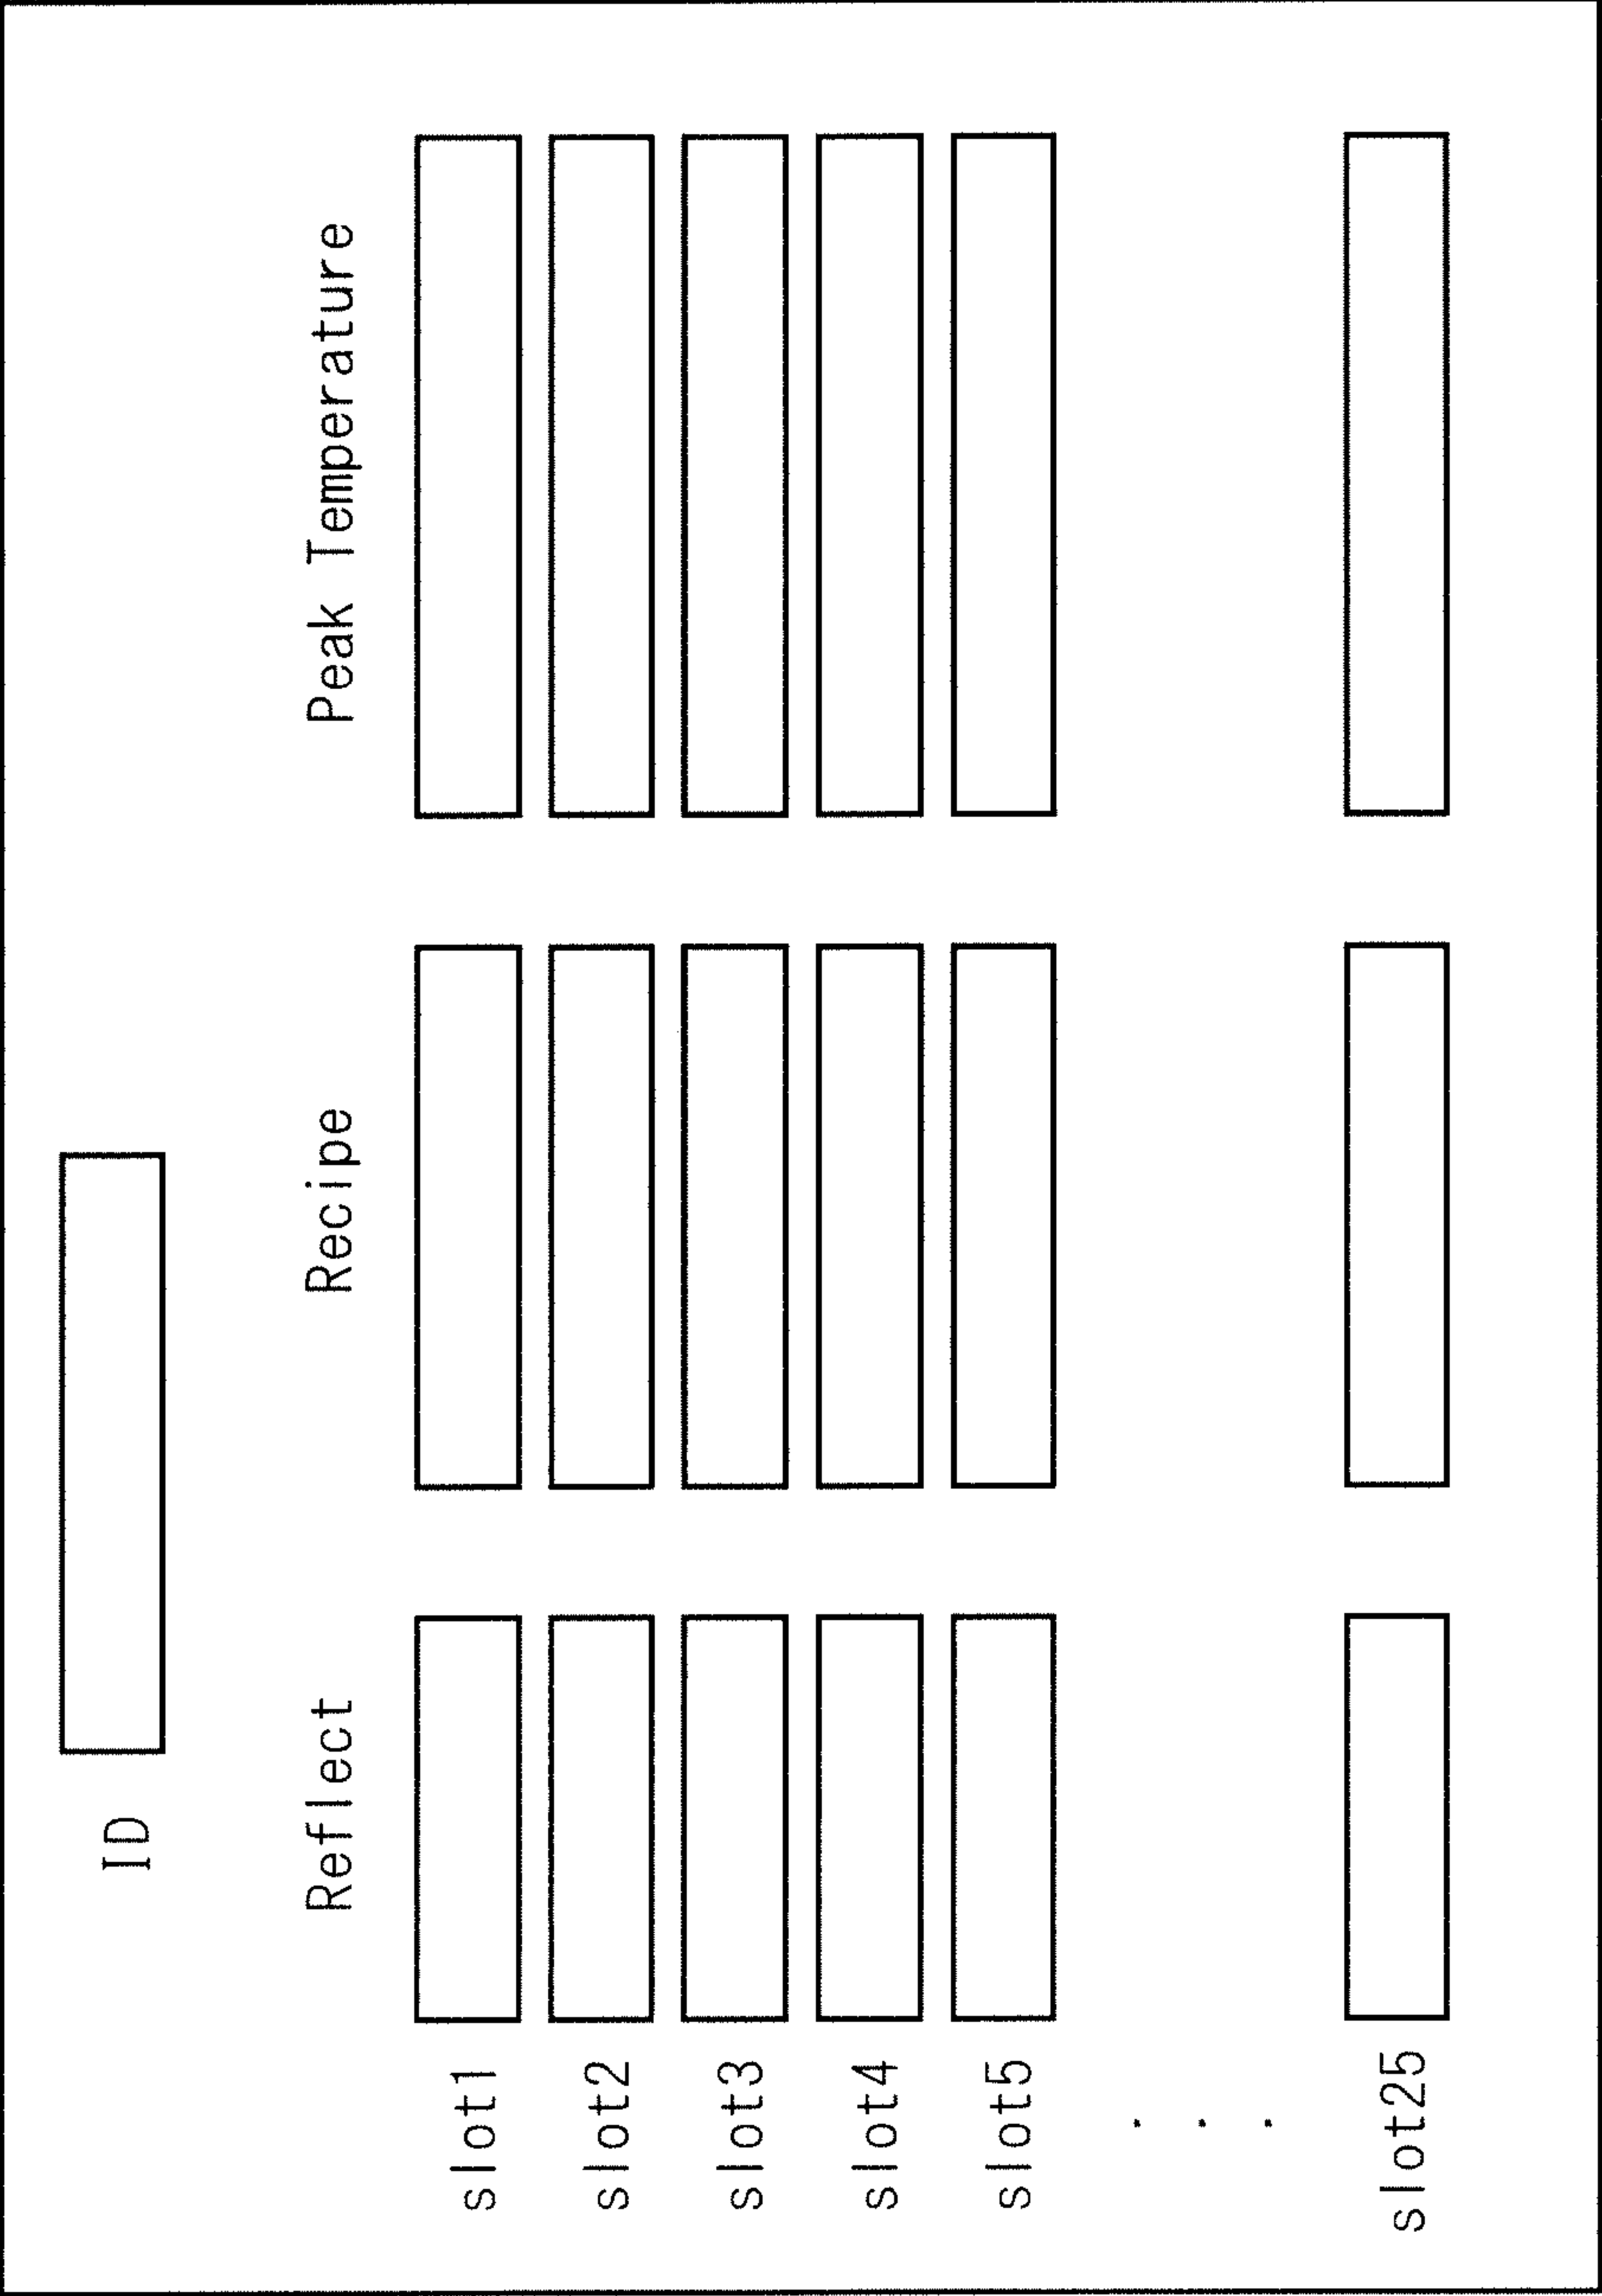 ID
Reflect Recipe Peak Temperature
slot1
slot2
slot3
slot4
slot5
. . .
slot25